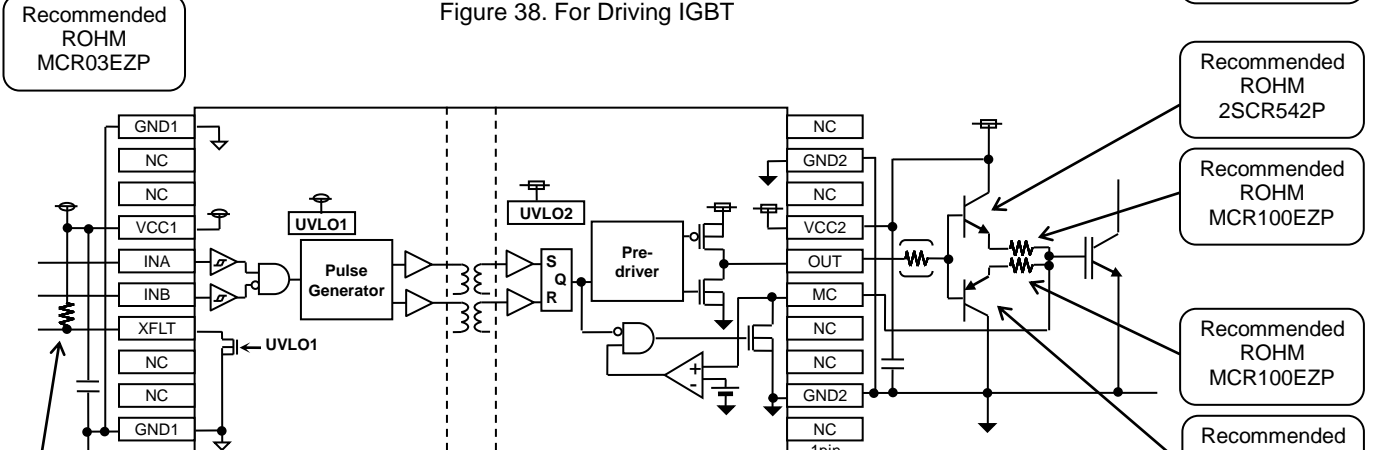 Recommended
ROHM
MCR03EZP
Figure 38. For Driving IGBT
Recommended
ROHM
2SCR542P
Recommended
ROHM
MCR100EZP
Recommended
ROHM
MCR100EZP
Recommended
GND1
NC
NC
VCC1
INA
INB
XFLT
NC
NC
GND1
UVLO1
Pulse
Generator
UVLO1
UVLO2
S
Q
R
Pre-
driver
+
-
NC
GND2
NC
VCC2
OUT
MC
NC
NC
GND2
NC
1pin